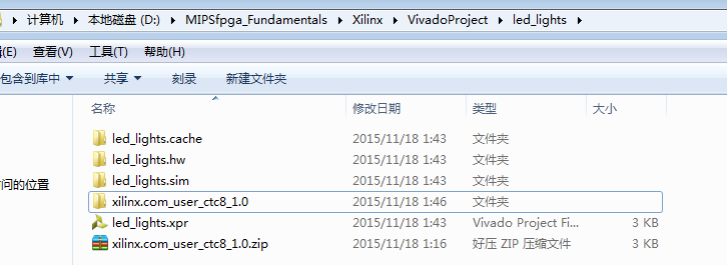 计算机 ▸ 本地磁盘 (D:) ▸ MIPSfpga_Fundamentals ▸ Xilinx ▸ VivadoProject ▸ led_lights ▸
(E) 查看(V) 工具(T) 帮助(H)
包含到库中 ▾ 共享 ▾ 刻录 新建文件夹
名称 修改日期 类型 大小
led_lights.cache 2015/11/18 1:43 文件夹
led_lights.hw 2015/11/18 1:43 文件夹
led_lights.sim 2015/11/18 1:43 文件夹
问的位置
xilinx.com_user_ctc8_1.0 2015/11/18 1:46 文件夹
led_lights.xpr 2015/11/18 1:43 Vivado Project Fi... 3 KB
xilinx.com_user_ctc8_1.0.zip 2015/11/18 1:16 好压 ZIP 压缩文件 3 KB